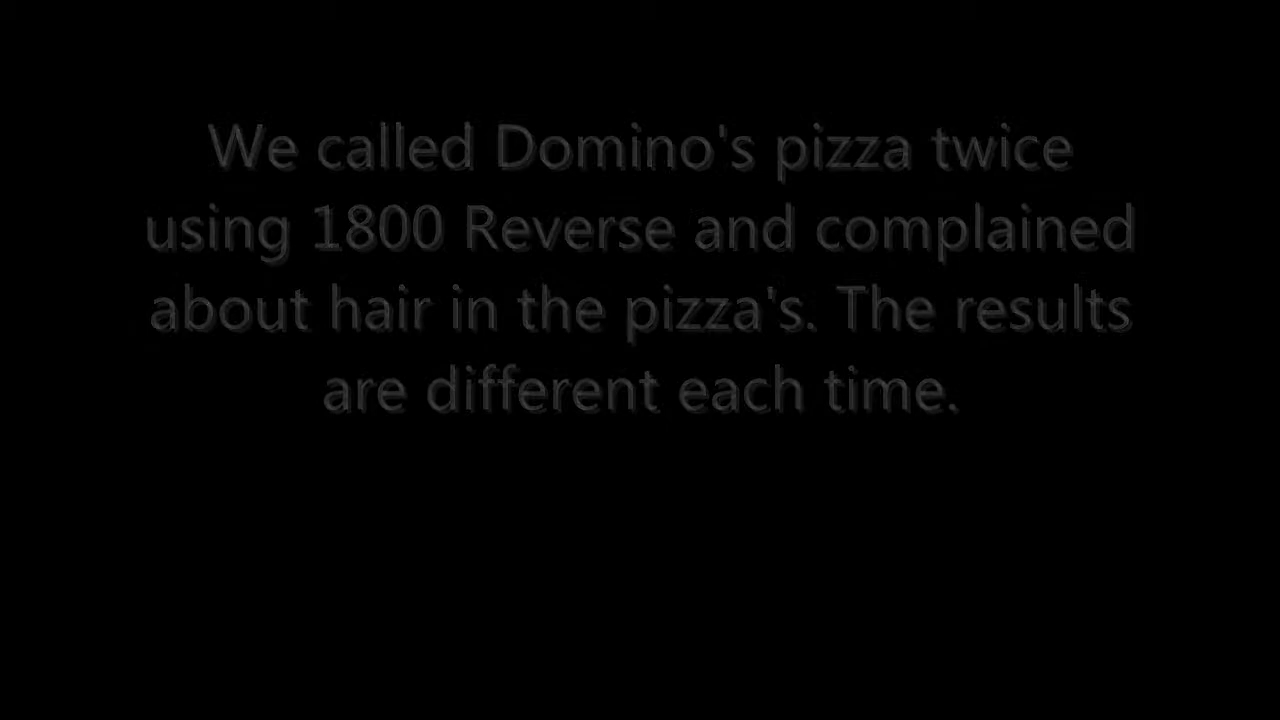 We called Domino's pizza twice
using 1800 Reverse and complained
about hair in the pizza's. The results
are different each time.